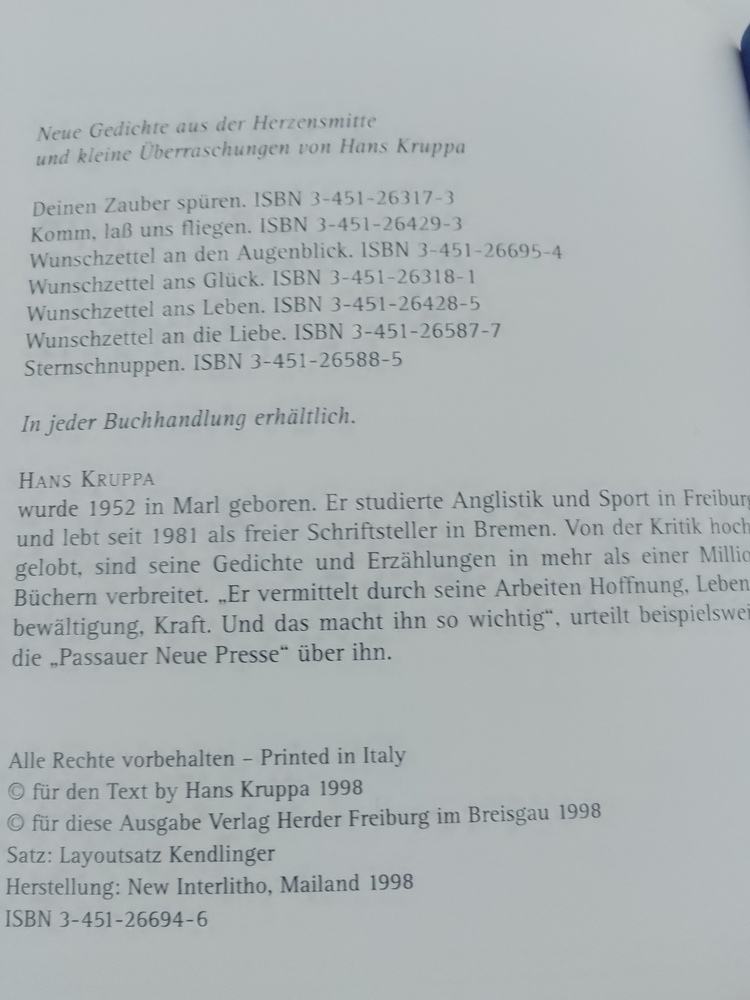 Neue Gedichte aus der Herzensmitte
und kleine Überraschungen von Hans Kruppa
Deinen Zauber spüren. ISBN 3-451-26317-3
Komm, laß uns fliegen. ISBN 3-451-26429-3
Wunschzettel an den Augenblick. ISBN 3-451-26695-4
Wunschzettel ans Glück. ISBN 3-451-26318-1
Wunschzettel ans Leben. ISBN 3-451-26428-5
Wunschzettel an die Liebe. ISBN 3-451-26587-7
Sternschnuppen. ISBN 3-451-26588-5
In jeder Buchhandlung erhältlich.
HANS KRUPPA
wurde 1952 in Marl geboren. Er studierte Anglistik und Sport in Freiburg
und lebt seit 1981 als freier Schriftsteller in Bremen. Von der Kritik hoch
gelobt, sind seine Gedichte und Erzählungen in mehr als einer Millio
Büchern verbreitet. „Er vermittelt durch seine Arbeiten Hoffnung, Leben
bewältigung, Kraft. Und das macht ihn so wichtig“, urteilt beispielswei
die „Passauer Neue Presse“ über ihn.
Alle Rechte vorbehalten – Printed in Italy
© für den Text by Hans Kruppa 1998
© für diese Ausgabe Verlag Herder Freiburg im Breisgau 1998
Satz: Layoutsatz Kendlinger
Herstellung: New Interlitho, Mailand 1998
ISBN 3-451-26694-6